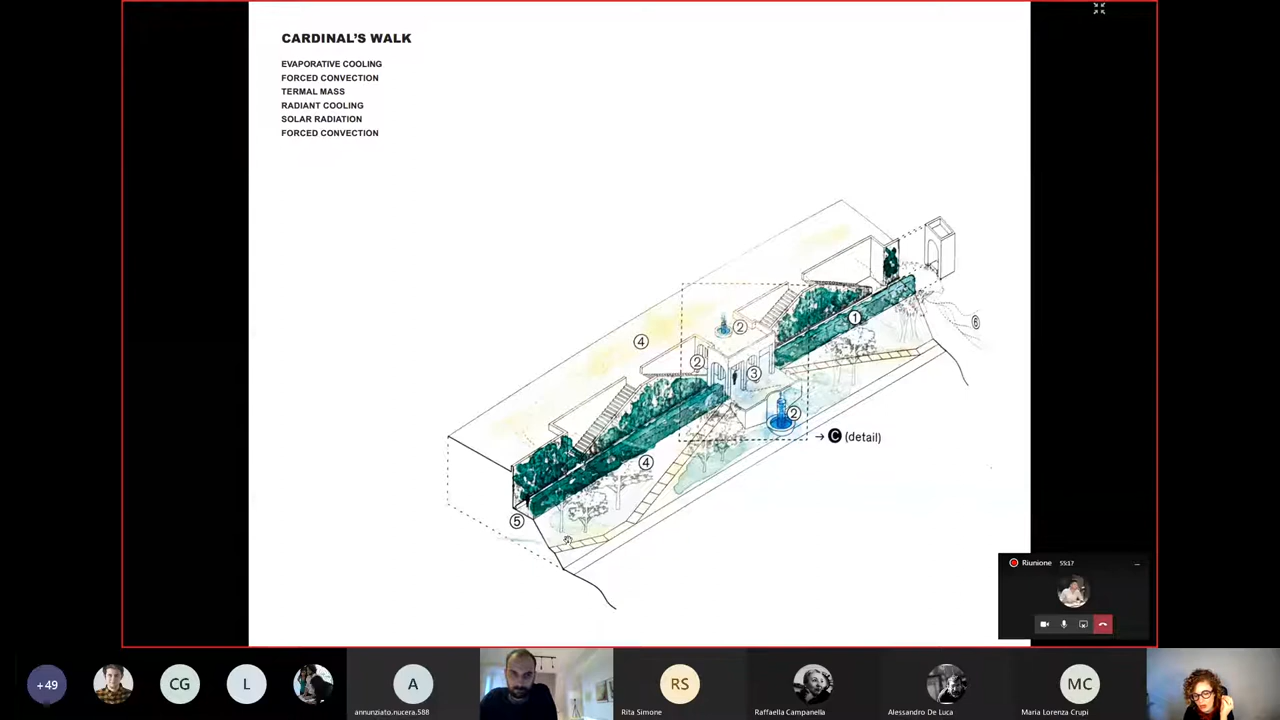 CARDINAL'S WALK
EVAPORATIVE COOLING
FORCED CONVECTION
TERMAL MASS
RADIANT COOLING
SOLAR RADIATION
FORCED CONVECTION
1
2
4
6
2
3
2
→ C (detail)
4
5
Riunione 55:17
+49
CG
L
A
RS
MC
annunziato.nucera.588
Rita Simone
Raffaella Campanella
Alessandro De Luca
Maria Lorenza Crupi